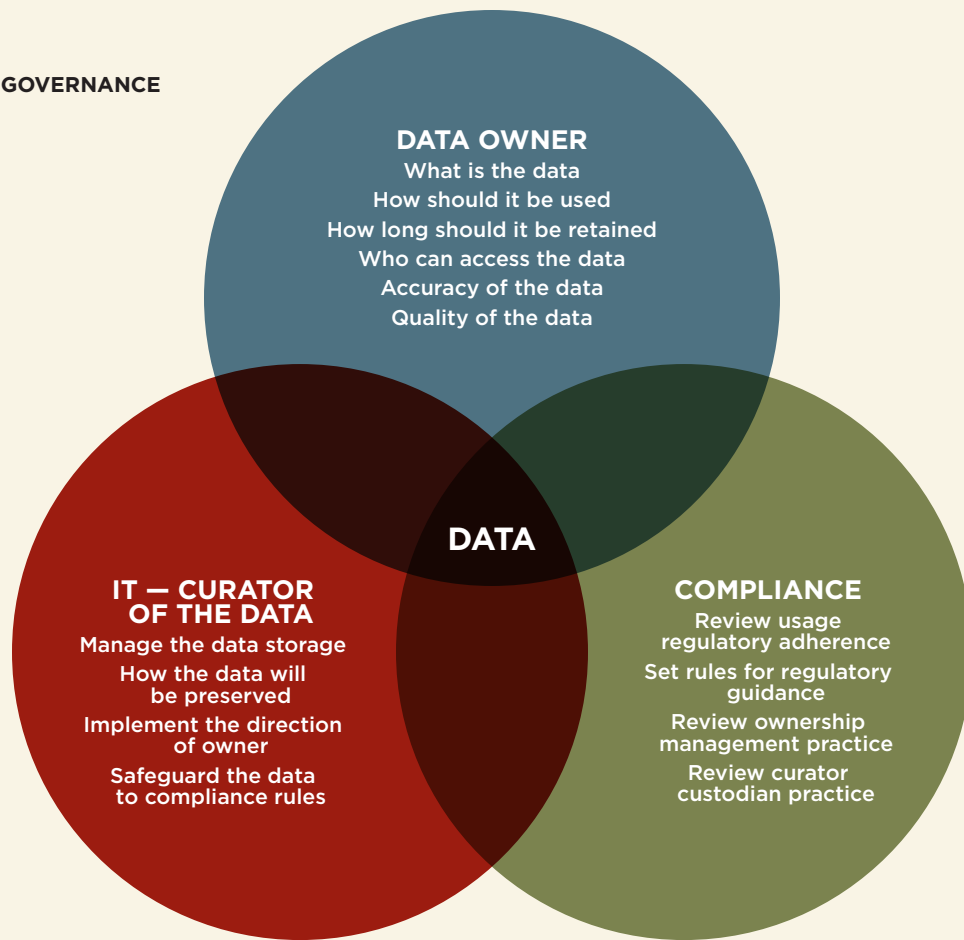 GOVERNANCE
DATA OWNER
What is the data
How should it be used
How long should it be retained
Who can access the data
Accuracy of the data
Quality of the data
DATA
IT — CURATOR
OF THE DATA
Manage the data storage
How the data will
be preserved
Implement the direction
of owner
Safeguard the data
to compliance rules
COMPLIANCE
Review usage
regulatory adherence
Set rules for regulatory
guidance
Review ownership
management practice
Review curator
custodian practice